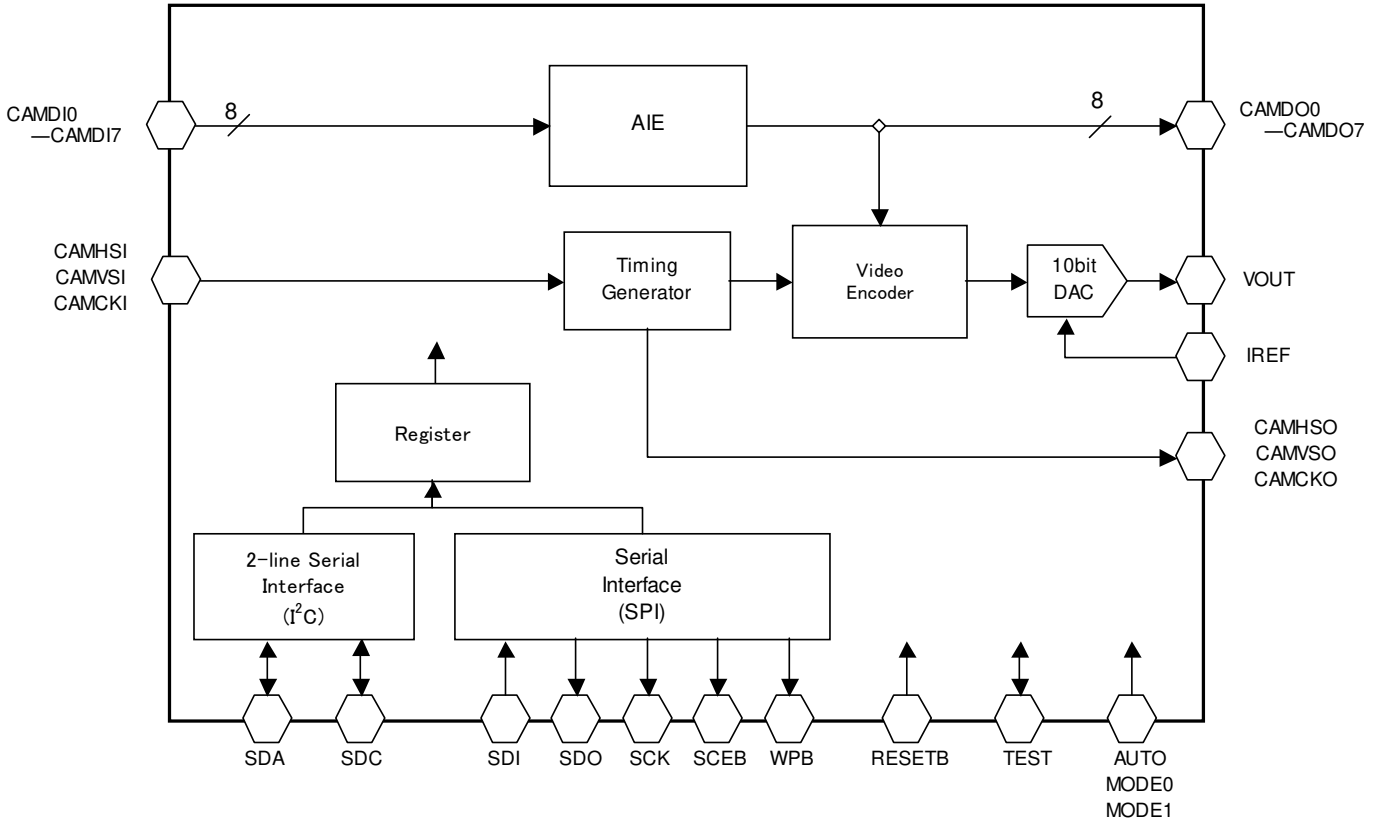 CAMDI0
—CAMDI7
8
AIE
8
CAMDO0
—CAMDO7
CAMHSI
CAMVSI
CAMCKI
Timing
Generator
Video
Encoder
10bit
DAC
VOUT
IREF
Register
CAMHSO
CAMVSO
CAMCKO
2-line Serial
Interface
(I²C)
Serial
Interface
(SPI)
SDA
SDC
SDI
SDO
SCK
SCEB
WPB
RESETB
TEST
AUTO
MODE0
MODE1